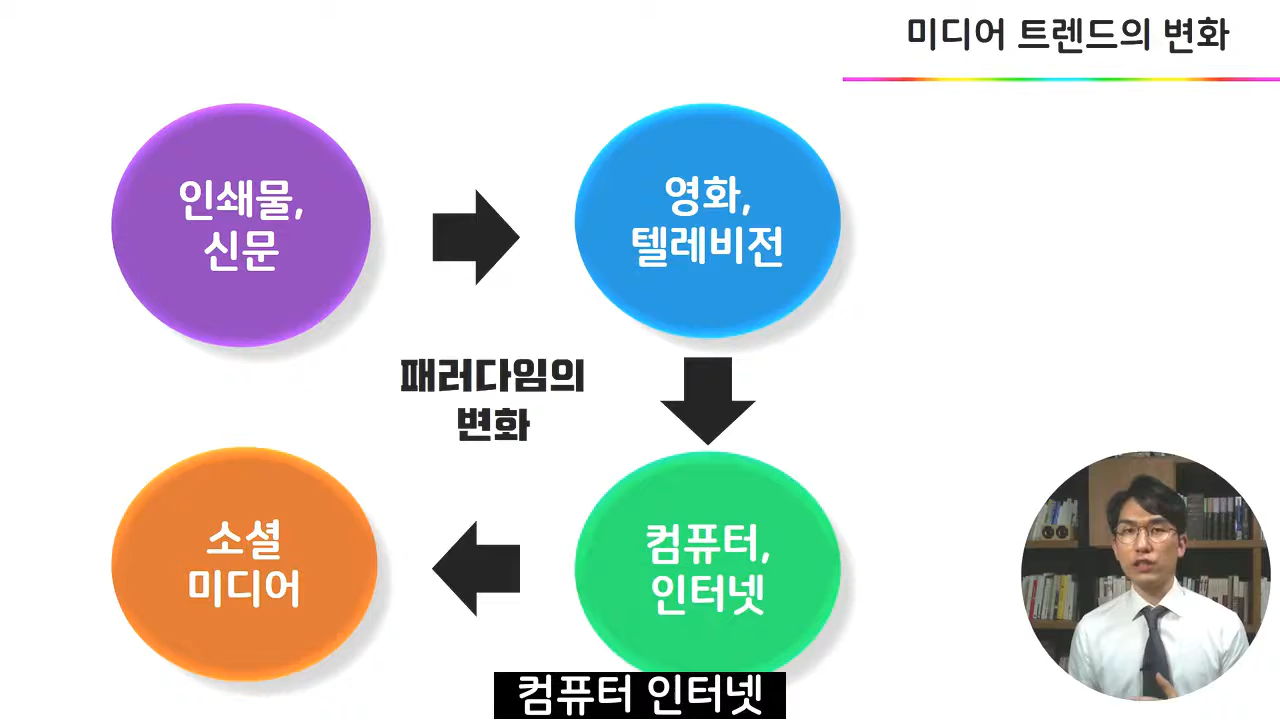 미디어 트렌드의 변화
인쇄물,
신문
영화,
텔레비전
패러다임의
변화
소셜
미디어
컴퓨터,
인터넷
컴퓨터 인터넷